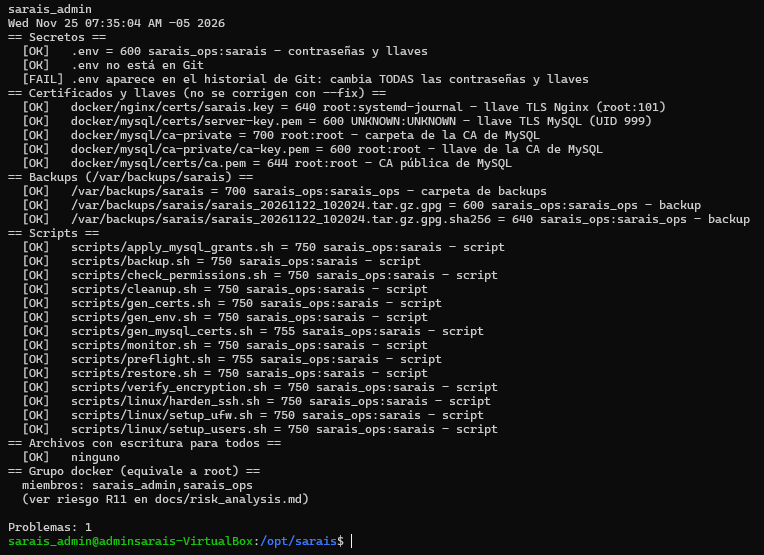 sarais_admin
Wed Nov 25 07:35:04 AM -05 2026
== Secretos ==
  [OK]   .env = 600 sarais_ops:sarais - contraseñas y llaves
  [OK]   .env no está en Git
  [FAIL] .env aparece en el historial de Git: cambia TODAS las contraseñas y llaves
== Certificados y llaves (no se corrigen con --fix) ==
  [OK]   docker/nginx/certs/sarais.key = 640 root:systemd-journal - llave TLS Nginx (root:101)
  [OK]   docker/mysql/certs/server-key.pem = 600 UNKNOWN:UNKNOWN - llave TLS MySQL (UID 999)
  [OK]   docker/mysql/ca-private = 700 root:root - carpeta de la CA de MySQL
  [OK]   docker/mysql/ca-private/ca-key.pem = 600 root:root - llave de la CA de MySQL
  [OK]   docker/mysql/certs/ca.pem = 644 root:root - CA pública de MySQL
== Backups (/var/backups/sarais) ==
  [OK]   /var/backups/sarais = 700 sarais_ops:sarais_ops - carpeta de backups
  [OK]   /var/backups/sarais/sarais_20261122_102024.tar.gz.gpg = 600 sarais_ops:sarais_ops - backup
  [OK]   /var/backups/sarais/sarais_20261122_102024.tar.gz.gpg.sha256 = 640 sarais_ops:sarais_ops - backup
== Scripts ==
  [OK]   scripts/apply_mysql_grants.sh = 750 sarais_ops:sarais - script
  [OK]   scripts/backup.sh = 750 sarais_ops:sarais - script
  [OK]   scripts/check_permissions.sh = 750 sarais_ops:sarais - script
  [OK]   scripts/cleanup.sh = 750 sarais_ops:sarais - script
  [OK]   scripts/gen_certs.sh = 750 sarais_ops:sarais - script
  [OK]   scripts/gen_env.sh = 750 sarais_ops:sarais - script
  [OK]   scripts/gen_mysql_certs.sh = 755 sarais_ops:sarais - script
  [OK]   scripts/monitor.sh = 750 sarais_ops:sarais - script
  [OK]   scripts/preflight.sh = 755 sarais_ops:sarais - script
  [OK]   scripts/restore.sh = 750 sarais_ops:sarais - script
  [OK]   scripts/verify_encryption.sh = 750 sarais_ops:sarais - script
  [OK]   scripts/linux/harden_ssh.sh = 750 sarais_ops:sarais - script
  [OK]   scripts/linux/setup_ufw.sh = 750 sarais_ops:sarais - script
  [OK]   scripts/linux/setup_users.sh = 750 sarais_ops:sarais - script
== Archivos con escritura para todos ==
  [OK]   ninguno
== Grupo docker (equivale a root) ==
  miembros: sarais_admin,sarais_ops
  (ver riesgo R11 en docs/risk_analysis.md)
Problemas: 1
sarais_admin@adminsarais-VirtualBox:/opt/sarais$